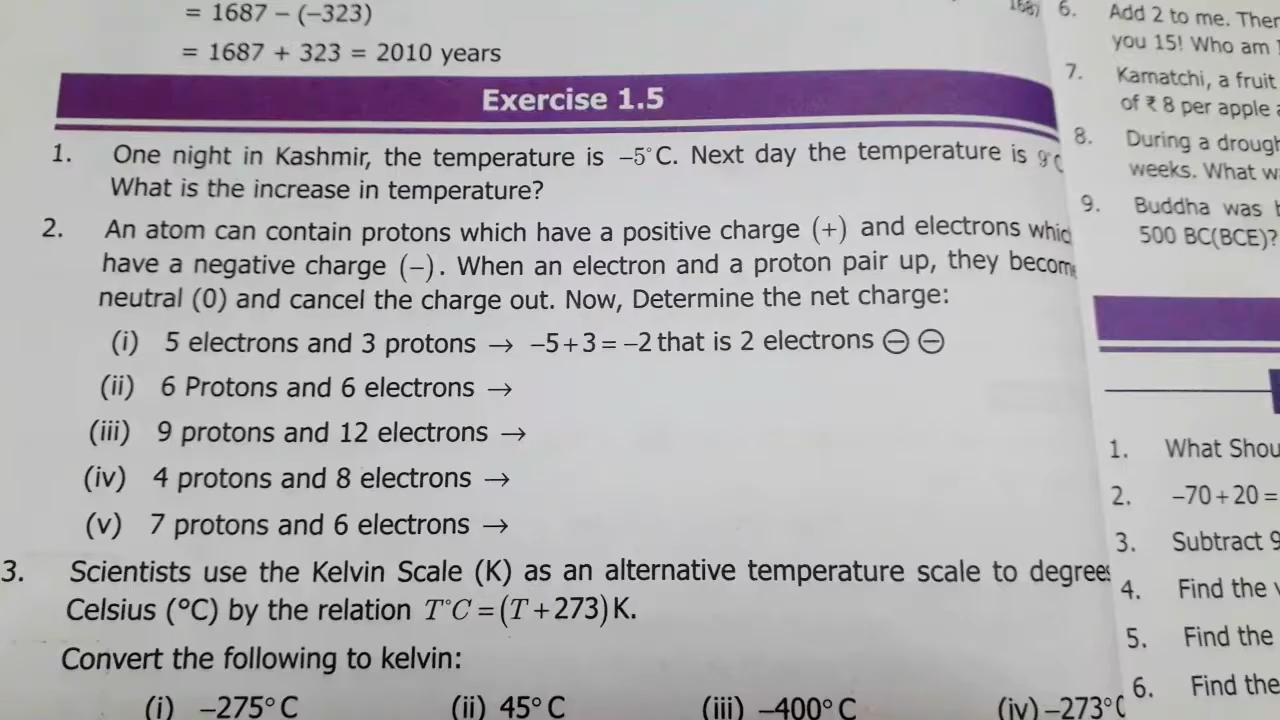 = 1687 − (−323)
= 1687 + 323 = 2010 years
Exercise 1.5
1. One night in Kashmir, the temperature is −5°C. Next day the temperature is 9°C
What is the increase in temperature?
2. An atom can contain protons which have a positive charge (+) and electrons whic
have a negative charge (−). When an electron and a proton pair up, they become
neutral (0) and cancel the charge out. Now, Determine the net charge:
(i) 5 electrons and 3 protons → −5+3 = −2 that is 2 electrons ⊖ ⊖
(ii) 6 Protons and 6 electrons →
(iii) 9 protons and 12 electrons →
(iv) 4 protons and 8 electrons →
(v) 7 protons and 6 electrons →
3. Scientists use the Kelvin Scale (K) as an alternative temperature scale to degrees
Celsius (°C) by the relation T°C = (T+273) K.
Convert the following to kelvin:
(i) −275° C (ii) 45° C (iii) −400° C (iv) −273°C
1687
6. Add 2 to me. Then
you 15! Who am I
7. Kamatchi, a fruit
of ₹ 8 per apple
8. During a drough
weeks. What w
9. Buddha was
500 BC(BCE)?
1. What Shou
2. −70+20 =
3. Subtract 9
4. Find the
5. Find the
6. Find the